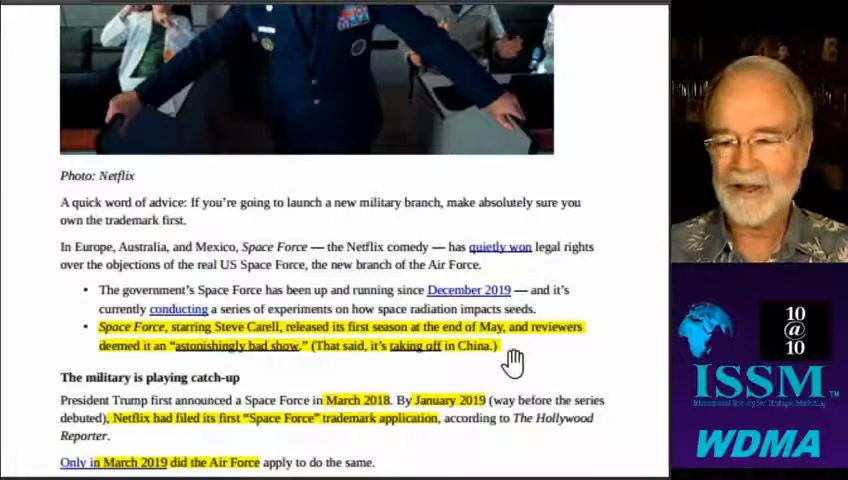 Photo: Netflix
A quick word of advice: If you're going to launch a new military branch, make absolutely sure you
own the trademark first.
In Europe, Australia, and Mexico, Space Force — the Netflix comedy — has quietly won legal rights
over the objections of the real US Space Force, the new branch of the Air Force.
• The government's Space Force has been up and running since December 2019 — and it's
currently conducting a series of experiments on how space radiation impacts seeds.
• Space Force, starring Steve Carell, released its first season at the end of May, and reviewers
deemed it an "astonishingly bad show." (That said, it's taking off in China.)
The military is playing catch-up
President Trump first announced a Space Force in March 2018. By January 2019 (way before the series
debuted), Netflix had filed its first "Space Force" trademark application, according to The Hollywood
Reporter.
Only in March 2019 did the Air Force apply to do the same.
10
@
10
ISSM™
WDMA